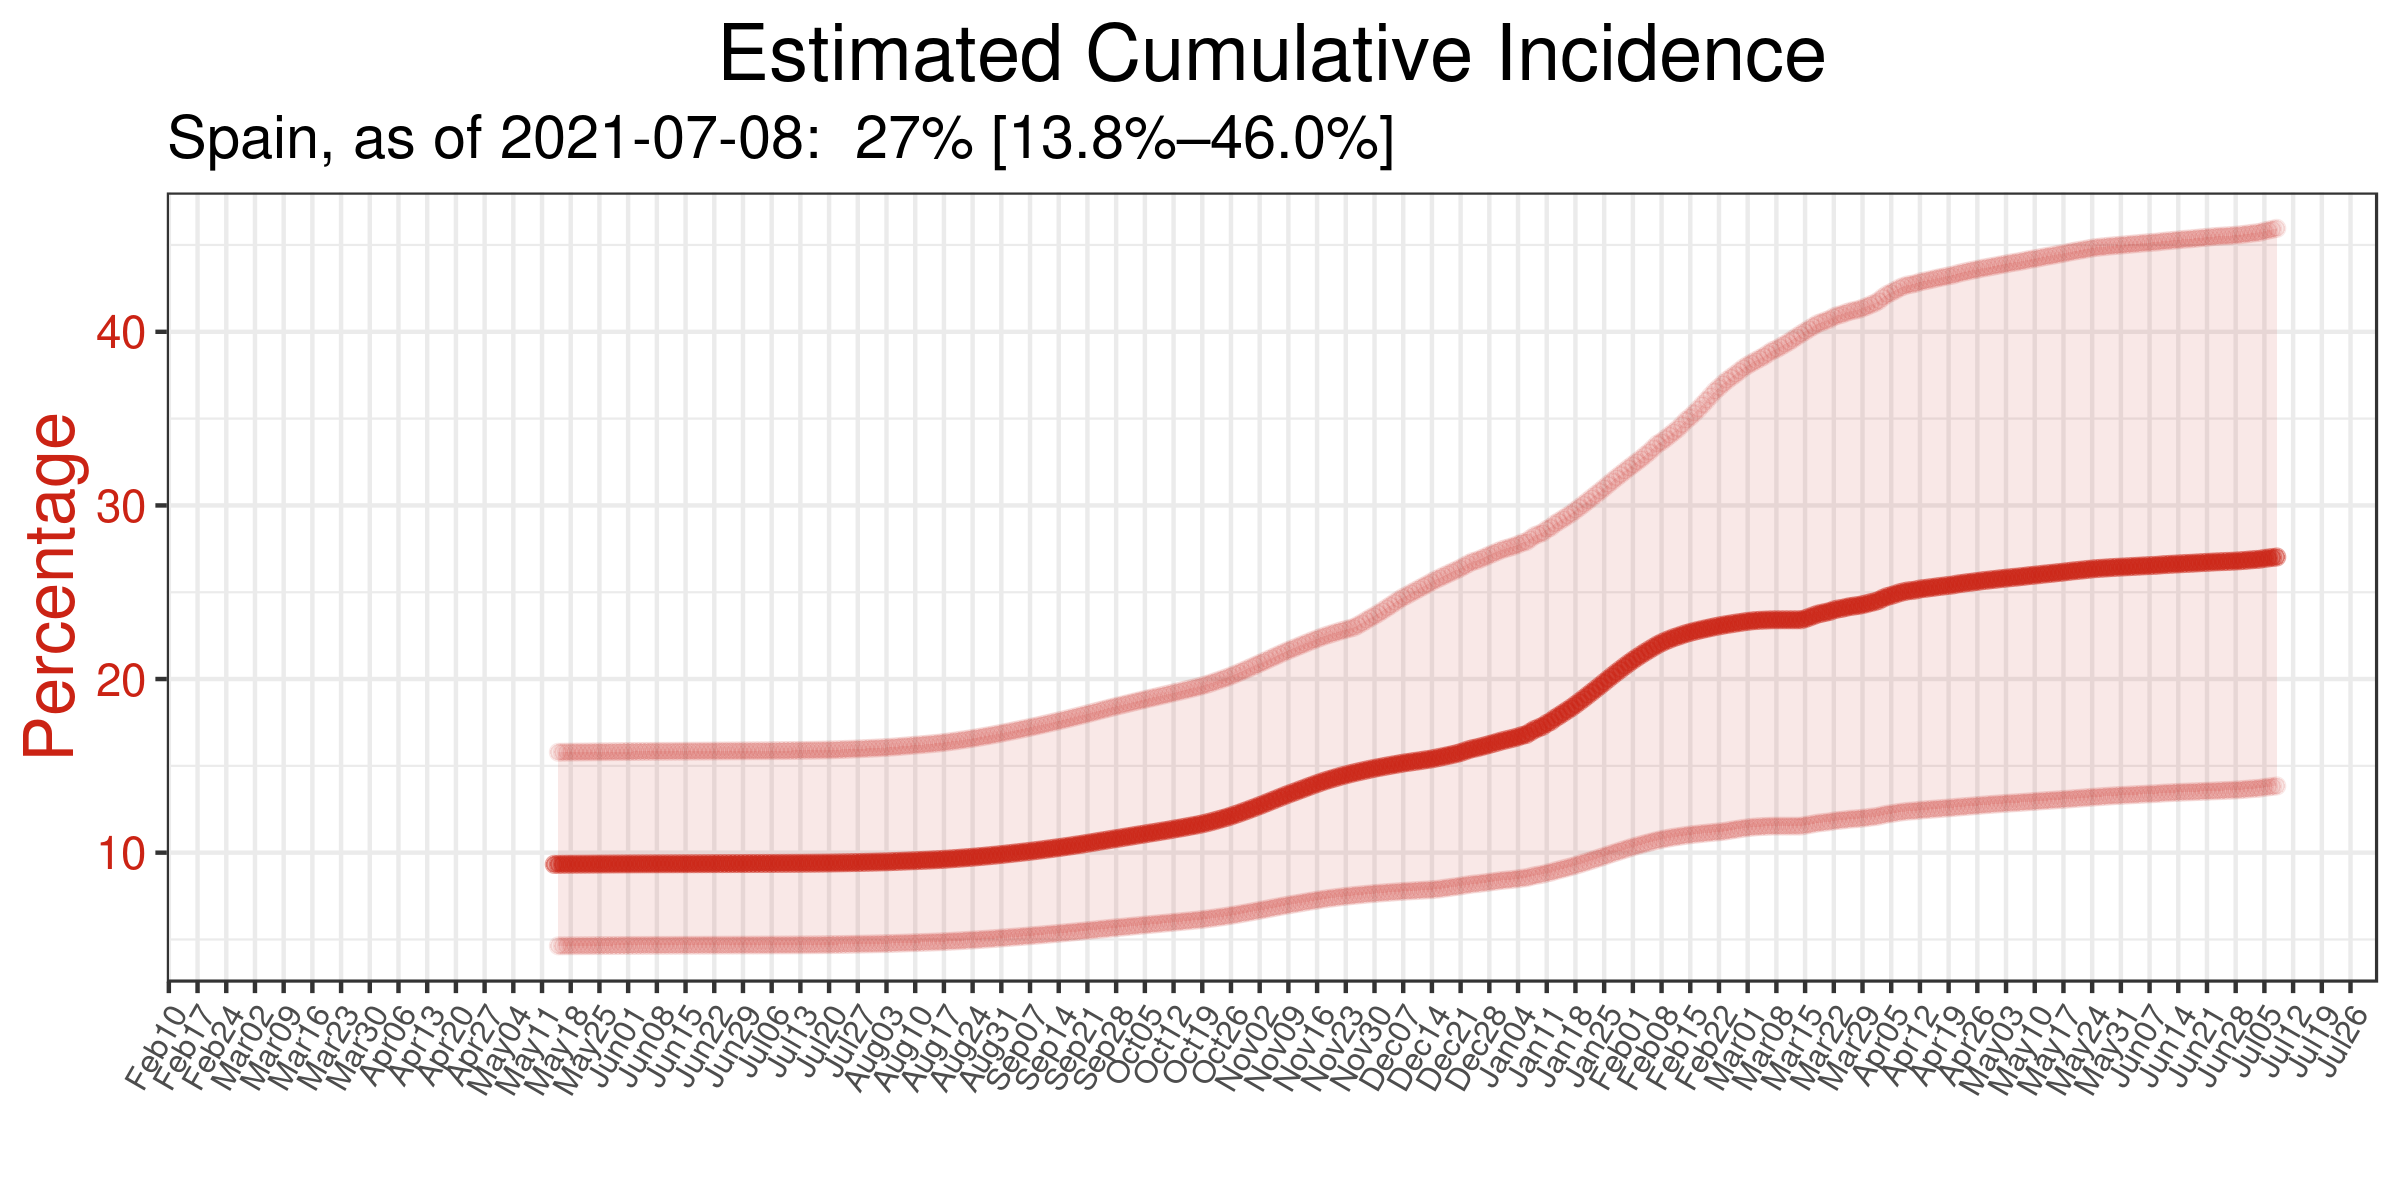 Estimated Cumulative Incidence
Spain, as of 2021-07-08: 27% [13.8%–46.0%]
Percentage
40
30
20
10
Feb10
Feb17
Feb24
Mar02
Mar09
Mar16
Mar23
Mar30
Apr06
Apr13
Apr20
Apr27
May04
May11
May18
May25
Jun01
Jun08
Jun15
Jun22
Jun29
Jul06
Jul13
Jul20
Jul27
Aug03
Aug10
Aug17
Aug24
Aug31
Sep07
Sep14
Sep21
Sep28
Oct05
Oct12
Oct19
Oct26
Nov02
Nov09
Nov16
Nov23
Nov30
Dec07
Dec14
Dec21
Dec28
Jan04
Jan11
Jan18
Jan25
Feb01
Feb08
Feb15
Feb22
Mar01
Mar08
Mar15
Mar22
Mar29
Apr05
Apr12
Apr19
Apr26
May03
May10
May17
May24
May31
Jun07
Jun14
Jun21
Jun28
Jul05
Jul12
Jul19
Jul26